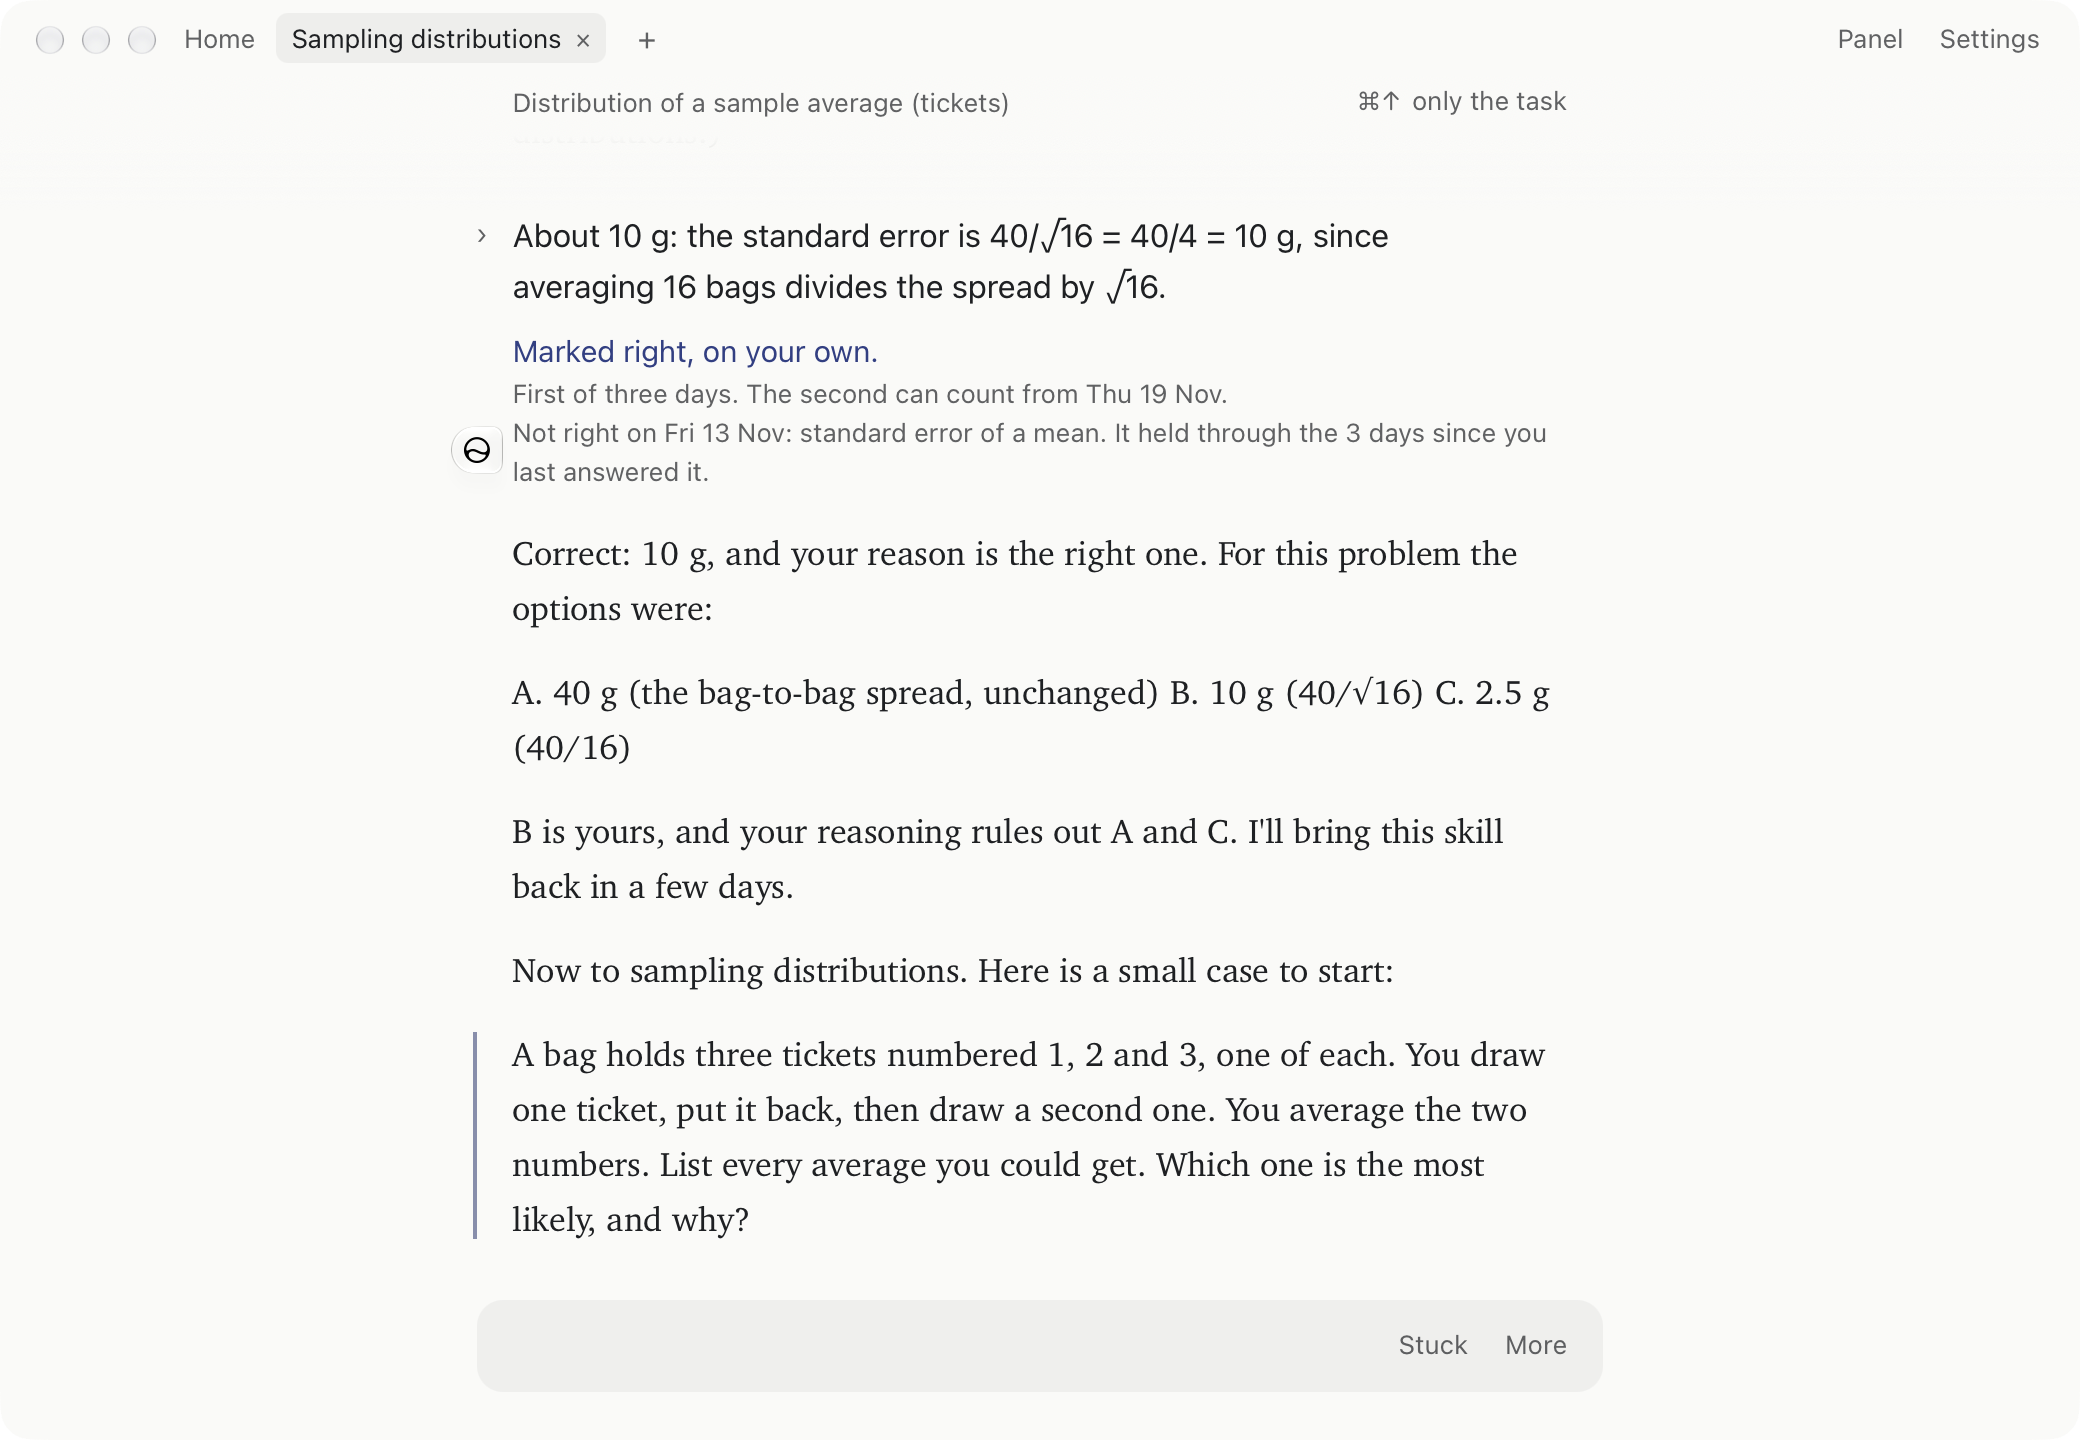 Home
Sampling distributions ×
+
Panel
Settings
Distribution of a sample average (tickets)
⌘↑ only the task
› About 10 g: the standard error is 40/√16 = 40/4 = 10 g, since
averaging 16 bags divides the spread by √16.
Marked right, on your own.
First of three days. The second can count from Thu 19 Nov.
Not right on Fri 13 Nov: standard error of a mean. It held through the 3 days since you
last answered it.
Correct: 10 g, and your reason is the right one. For this problem the
options were:
A. 40 g (the bag-to-bag spread, unchanged) B. 10 g (40/√16) C. 2.5 g
(40/16)
B is yours, and your reasoning rules out A and C. I'll bring this skill
back in a few days.
Now to sampling distributions. Here is a small case to start:
A bag holds three tickets numbered 1, 2 and 3, one of each. You draw
one ticket, put it back, then draw a second one. You average the two
numbers. List every average you could get. Which one is the most
likely, and why?
Stuck
More